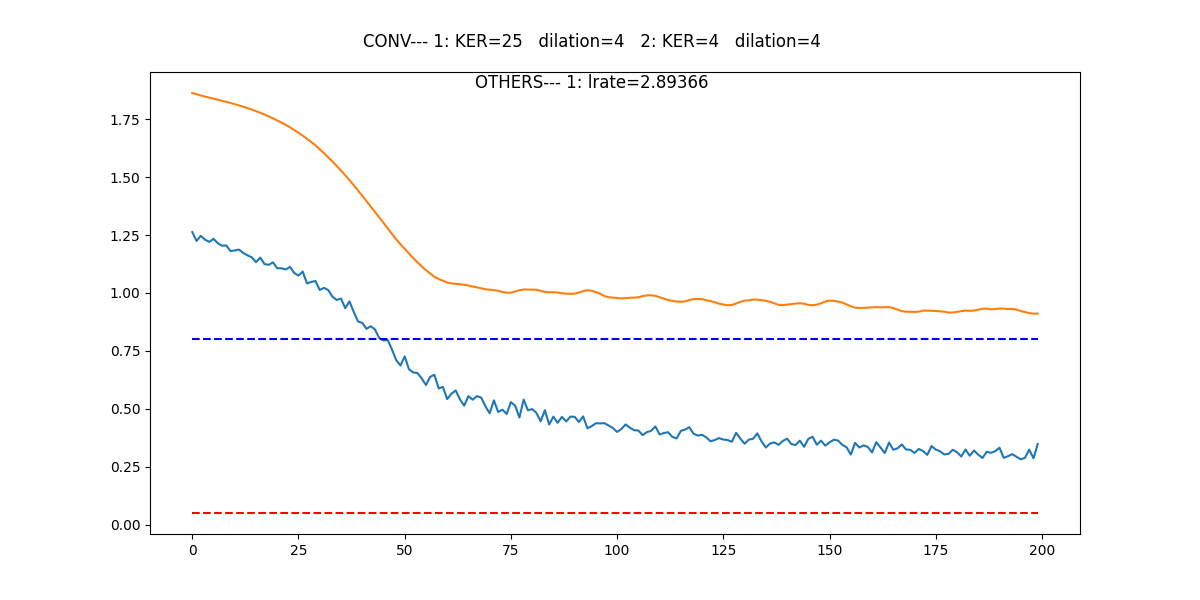 CONV--- 1: KER=25   dilation=4   2: KER=4   dilation=4
OTHERS--- 1: lrate=2.89366
1.75
1.50
1.25
1.00
0.75
0.50
0.25
0.00
0 25 50 75 100 125 150 175 200